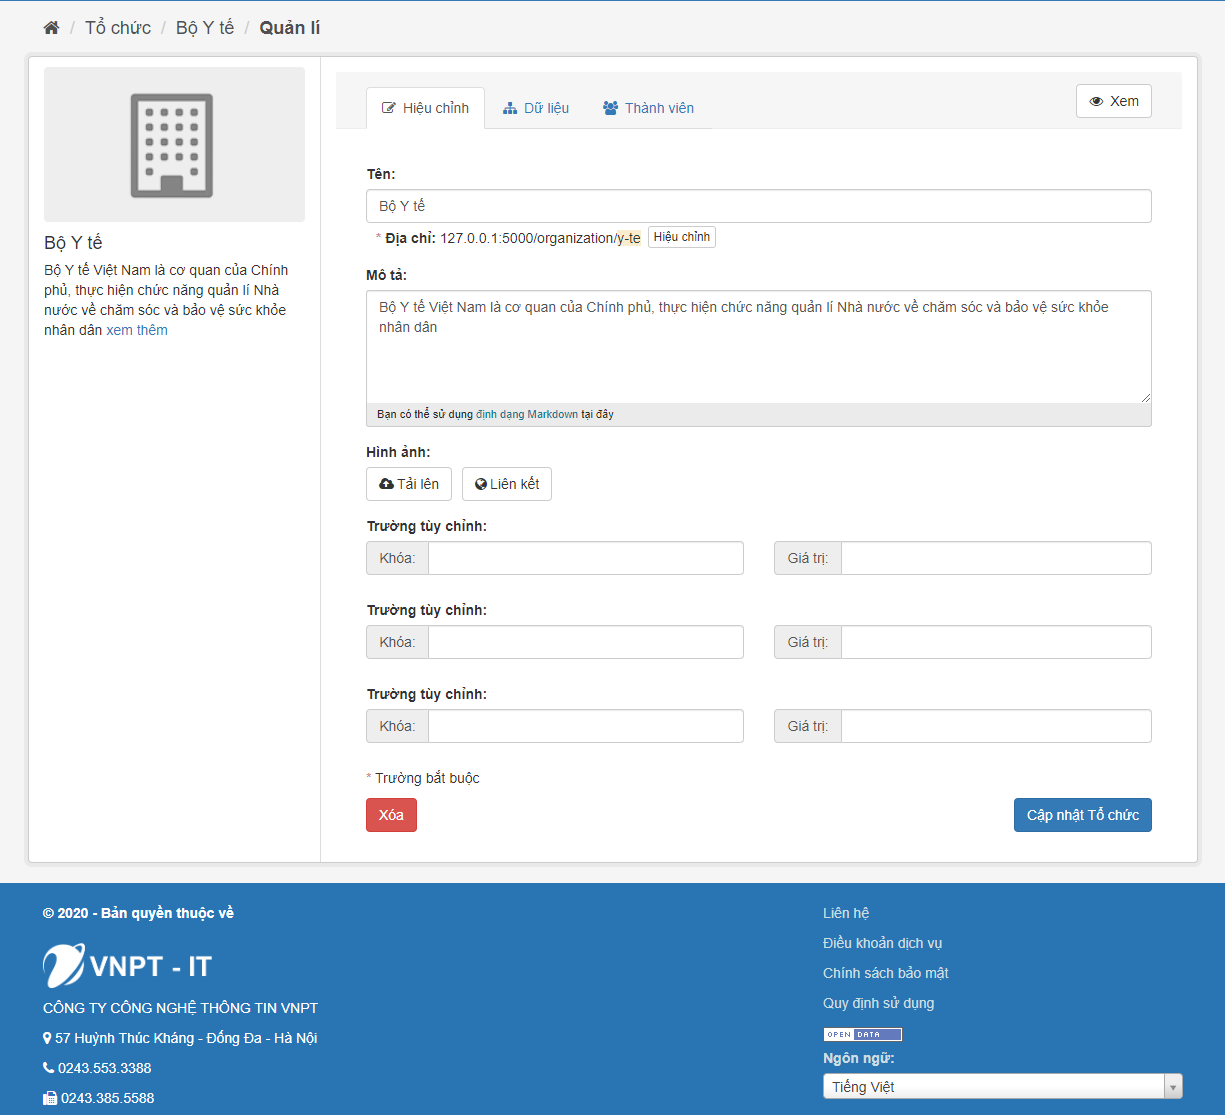 / Tổ chức / Bộ Y tế / Quản lí
Bộ Y tế
Bộ Y tế Việt Nam là cơ quan của Chính
phủ, thực hiện chức năng quản lí Nhà
nước về chăm sóc và bảo vệ sức khỏe
nhân dân xem thêm
Hiệu chỉnh Dữ liệu Thành viên
Xem
Tên:
Bộ Y tế
* Địa chỉ: 127.0.0.1:5000/organization/y-te Hiệu chỉnh
Mô tả:
Bộ Y tế Việt Nam là cơ quan của Chính phủ, thực hiện chức năng quản lí Nhà nước về chăm sóc và bảo vệ sức khỏe
nhân dân
Bạn có thể sử dụng định dạng Markdown tại đây
Hình ảnh:
Tải lên Liên kết
Trường tùy chỉnh:
Khóa: Giá trị:
Trường tùy chỉnh:
Khóa: Giá trị:
Trường tùy chỉnh:
Khóa: Giá trị:
* Trường bắt buộc
Xóa Cập nhật Tổ chức
© 2020 - Bản quyền thuộc về
VNPT - IT
CÔNG TY CÔNG NGHỆ THÔNG TIN VNPT
57 Huỳnh Thúc Kháng - Đống Đa - Hà Nội
0243.553.3388
0243.385.5588
Liên hệ
Điều khoản dịch vụ
Chính sách bảo mật
Quy định sử dụng
OPEN DATA
Ngôn ngữ:
Tiếng Việt